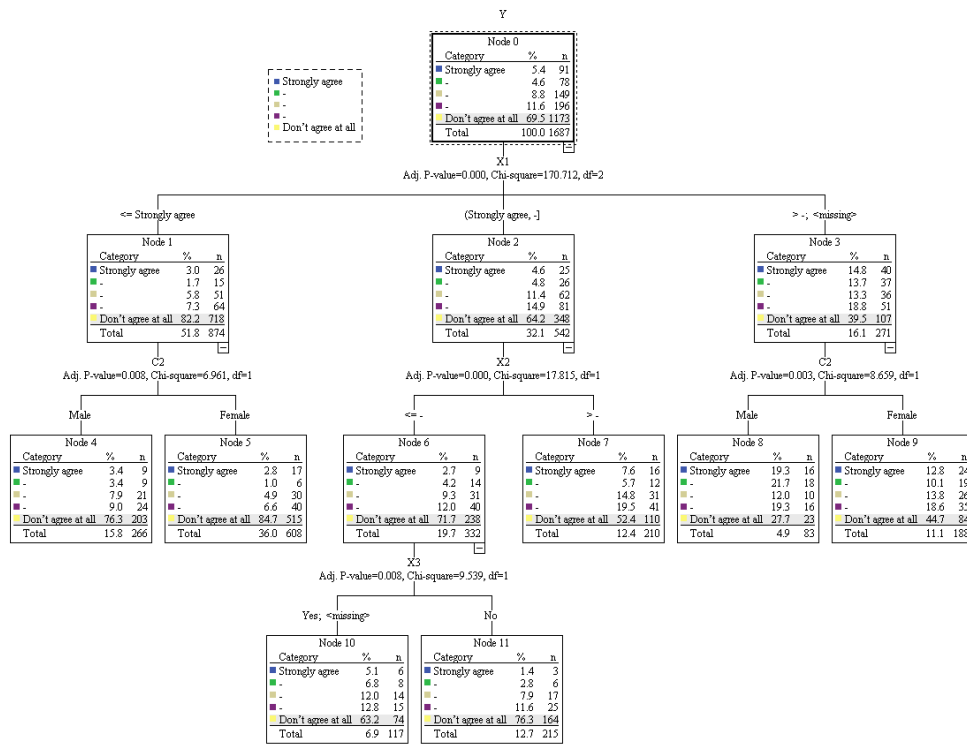 Y
Node 0
Category % n
Strongly agree 5.4 91
- 4.6 78
- 8.8 149
- 11.6 196
Don't agree at all 69.5 1173
Total 100.0 1687
Strongly agree
-
-
-
Don't agree at all
X1
Adj. P-value=0.000, Chi-square=170.712, df=2
<= Strongly agree
(Strongly agree, -]
> -; <missing>
Node 1
Category % n
Strongly agree 3.0 26
- 1.7 15
- 5.8 51
- 7.3 64
Don't agree at all 82.2 718
Total 51.8 874
Node 2
Category % n
Strongly agree 4.6 25
- 4.8 26
- 11.4 62
- 14.9 81
Don't agree at all 64.2 348
Total 32.1 542
Node 3
Category % n
Strongly agree 14.8 40
- 13.7 37
- 13.3 36
- 18.8 51
Don't agree at all 39.5 107
Total 16.1 271
C2
Adj. P-value=0.008, Chi-square=6.961, df=1
X2
Adj. P-value=0.000, Chi-square=17.815, df=1
C2
Adj. P-value=0.003, Chi-square=8.659, df=1
Male
Female
<= -
> -
Male
Female
Node 4
Category % n
Strongly agree 3.4 9
- 3.4 9
- 7.9 21
- 9.0 24
Don't agree at all 76.3 203
Total 15.8 266
Node 5
Category % n
Strongly agree 2.8 17
- 1.0 6
- 4.9 30
- 6.6 40
Don't agree at all 84.7 515
Total 36.0 608
Node 6
Category % n
Strongly agree 2.7 9
- 4.2 14
- 9.3 31
- 12.0 40
Don't agree at all 71.7 238
Total 19.7 332
Node 7
Category % n
Strongly agree 7.6 16
- 5.7 12
- 14.8 31
- 19.5 41
Don't agree at all 52.4 110
Total 12.4 210
Node 8
Category % n
Strongly agree 19.3 16
- 21.7 18
- 12.0 10
- 19.3 16
Don't agree at all 27.7 23
Total 4.9 83
Node 9
Category % n
Strongly agree 12.8 24
- 10.1 19
- 13.8 26
- 18.6 35
Don't agree at all 44.7 84
Total 11.1 188
X3
Adj. P-value=0.008, Chi-square=9.539, df=1
Yes; <missing>
No
Node 10
Category % n
Strongly agree 5.1 6
- 6.8 8
- 12.0 14
- 12.8 15
Don't agree at all 63.2 74
Total 6.9 117
Node 11
Category % n
Strongly agree 1.4 3
- 2.8 6
- 7.9 17
- 11.6 25
Don't agree at all 76.3 164
Total 12.7 215